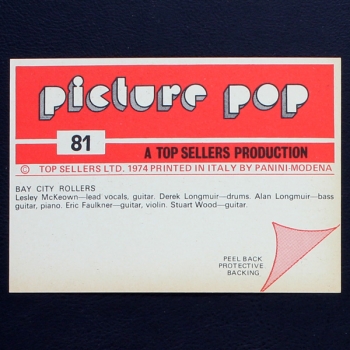 picture pop
81
A TOP SELLERS PRODUCTION
© TOP SELLERS LTD. 1974 PRINTED IN ITALY BY PANINI-MODENA
BAY CITY ROLLERS
Lesley McKeown—lead vocals, guitar. Derek Longmuir—drums. Alan Longmuir—bass
guitar, piano. Eric Faulkner—guitar, violin. Stuart Wood—guitar.
PEEL BACK
PROTECTIVE
BACKING